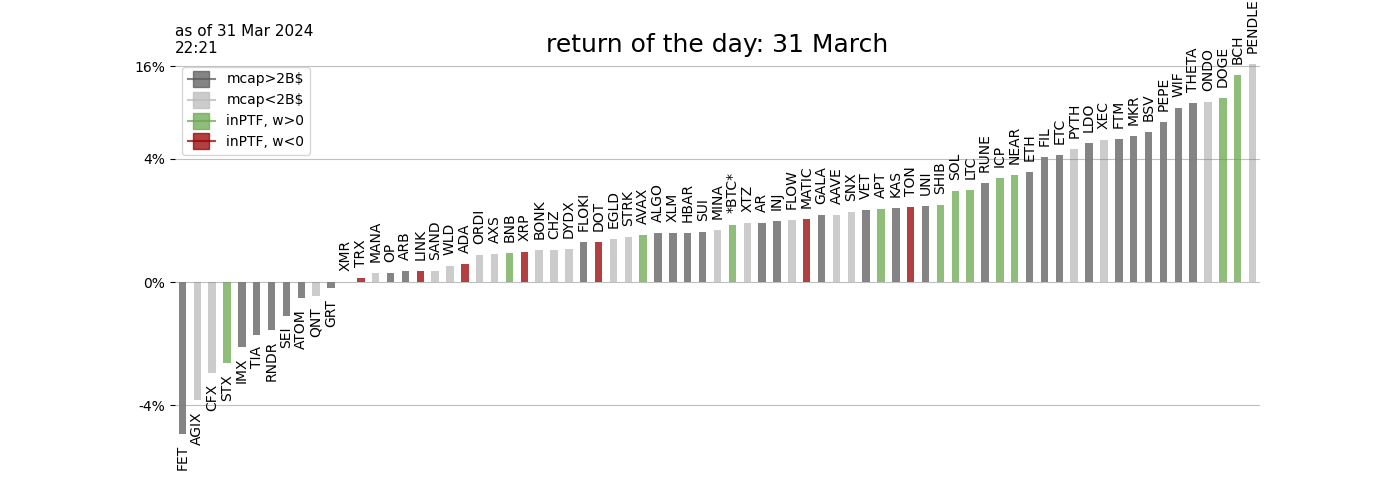 as of 31 Mar 2024
22:21
return of the day: 31 March
16%
4%
0%
-4%
mcap>2B$
mcap<2B$
inPTF, w>0
inPTF, w<0
FET
AGIX
CFX
STX
IMX
TIA
RNDR
SEI
ATOM
QNT
GRT
XMR
TRX
MANA
OP
ARB
LINK
SAND
WLD
ADA
ORDI
AXS
BNB
XRP
BONK
CHZ
DYDX
FLOKI
DOT
EGLD
STRK
AVAX
ALGO
XLM
HBAR
SUI
MINA
*BTC*
XTZ
AR
INJ
FLOW
MATIC
GALA
AAVE
SNX
VET
APT
KAS
TON
UNI
SHIB
SOL
LTC
RUNE
ICP
NEAR
ETH
FIL
ETC
PYTH
LDO
XEC
FTM
MKR
BSV
PEPE
WIF
THETA
ONDO
DOGE
BCH
PENDLE